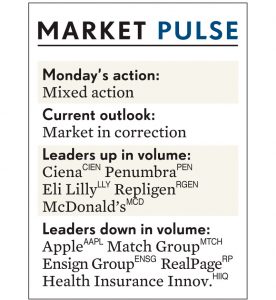 MARKET PULSE
Monday's action:
Mixed action
Current outlook:
Market in correction
Leaders up in volume:
Ciena CIEN Penumbra PEN
Eli Lilly LLY Repligen RGEN
McDonald's MCD
Leaders down in volume:
Apple AAPL Match Group MTCH
Ensign Group ENSG RealPage RP
Health Insurance Innov. HIIQ